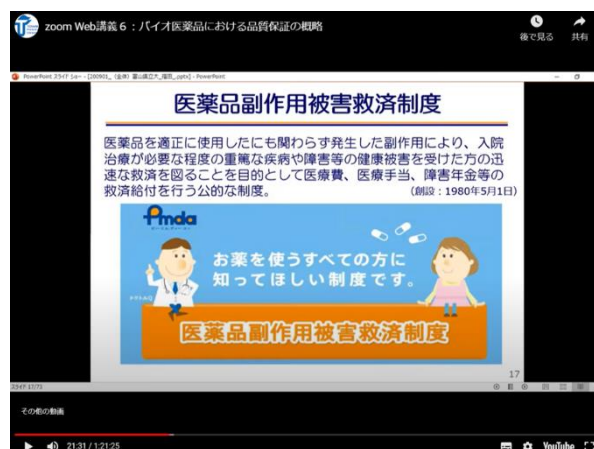 zoom Web講義６：バイオ医薬品における品質保証の概略
後で見る
共有
医薬品副作用被害救済制度
医薬品を適正に使用したにも関わらず発生した副作用により、入院
治療が必要な程度の重篤な疾病や障害等の健康被害を受けた方の迅
速な救済を図ることを目的として医療費、医療手当、障害年金等の
救済給付を行う公的な制度。
(創設：1980年5月1日)
Pmda
お薬を使うすべての方に
知ってほしい制度です。
医薬品副作用被害救済制度
17
スライド 17/73
その他の動画
21:31 / 1:21:25
YouTube